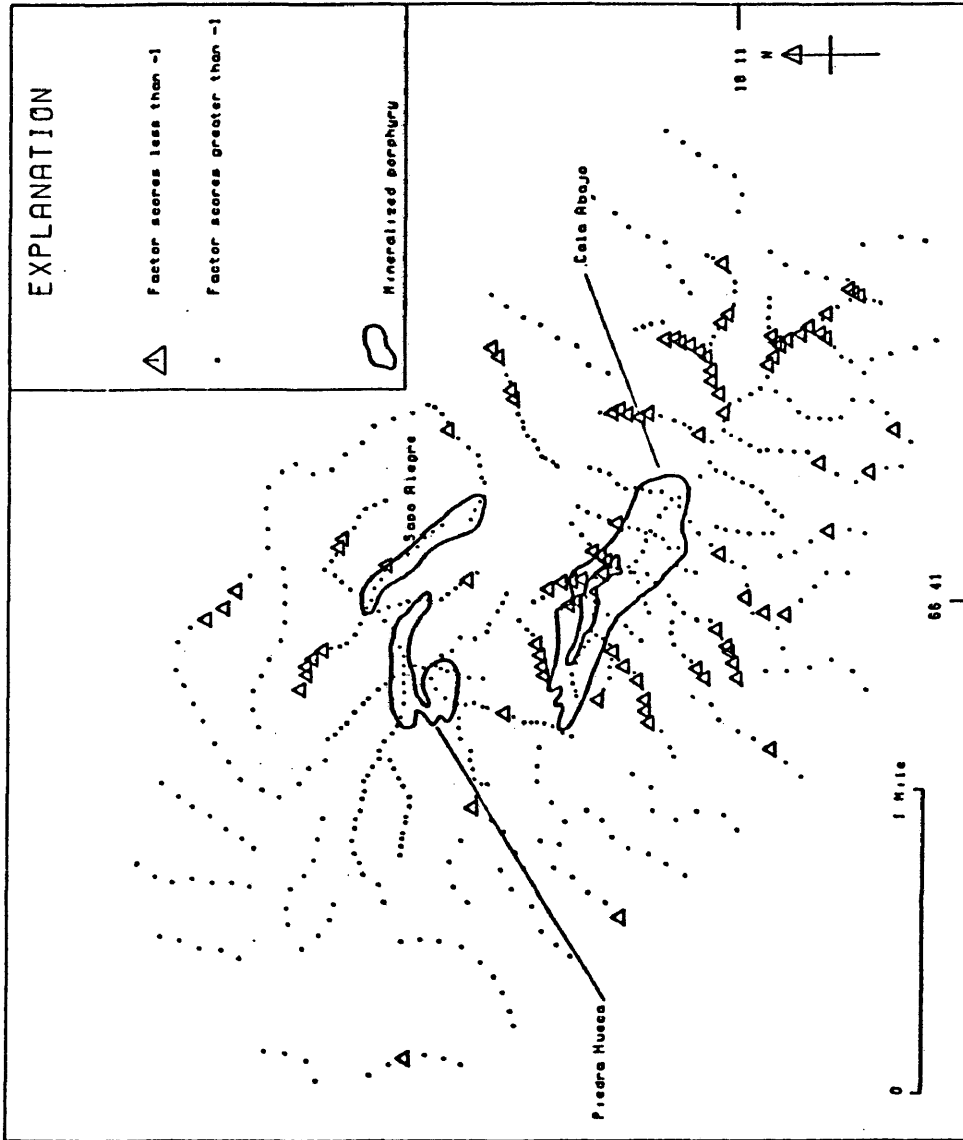 EXPLANATION
Factor scores less than -1
Factor scores greater than -1
Mineralized porphyry
18 11
N
Cala Abajo
Sapo Alegre
Piedra Hueca
66 41
0 1 Mile